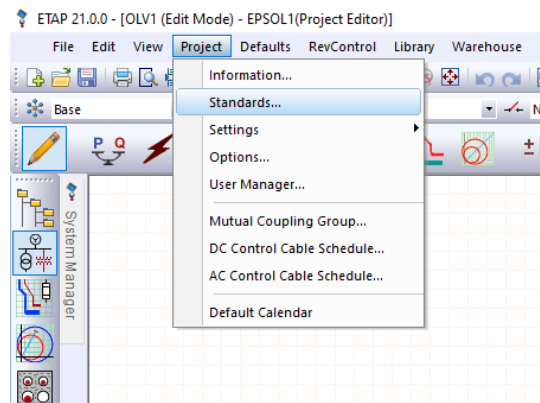 ETAP 21.0.0 - [OLV1 (Edit Mode) - EPSOL1(Project Editor)]
File Edit View Project Defaults RevControl Library Warehouse
Information...
Standards...
Base
N
Settings
Options...
P Q
User Manager...
Mutual Coupling Group...
DC Control Cable Schedule...
AC Control Cable Schedule...
Default Calendar
System Manager